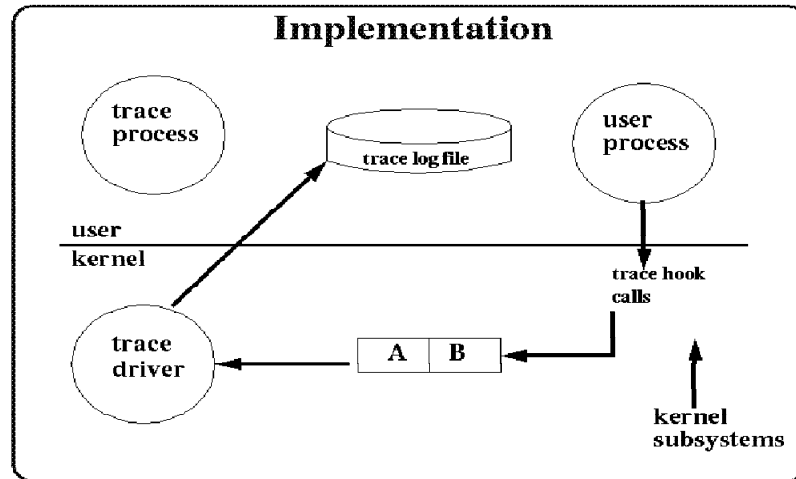 Implementation
trace
process
trace log file
user
process
user
kernel
trace hook
calls
trace
driver
A B
kernel
subsystems